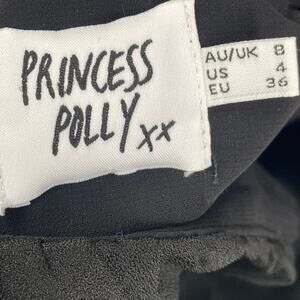 PRINCESS
POLLY xx
AU/UK 8
US 4
EU 36